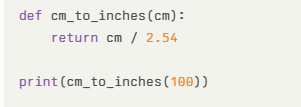 def cm_to_inches(cm):
    return cm / 2.54

print(cm_to_inches(100))